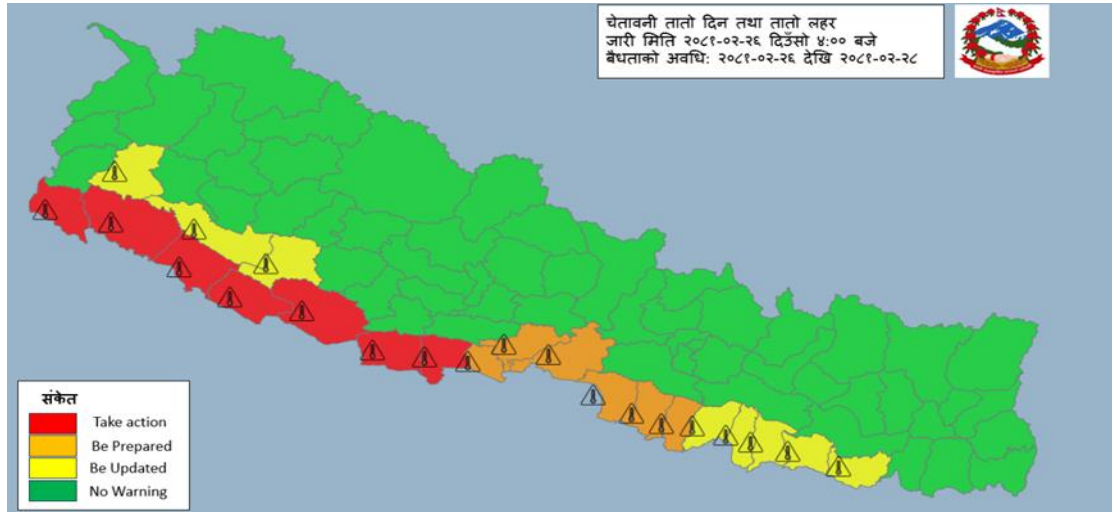 चेतावनी तातो दिन तथा तातो लहर
जारी मिति २०८१-०२-२६ दिउँसो ४:०० बजे
बैधताको अवधि: २०८१-०२-२६ देखि २०८१-०२-२८
संकेत
Take action
Be Prepared
Be Updated
No Warning